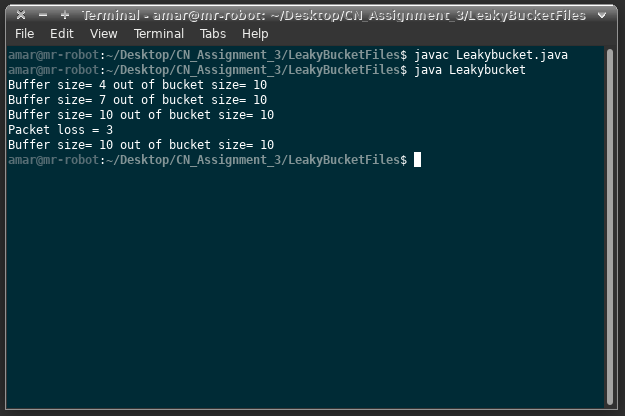 Terminal - amar@mr-robot: ~/Desktop/CN_Assignment_3/LeakyBucketFiles
File Edit View Terminal Tabs Help
amar@mr-robot:~/Desktop/CN_Assignment_3/LeakyBucketFiles$ javac Leakybucket.java
amar@mr-robot:~/Desktop/CN_Assignment_3/LeakyBucketFiles$ java Leakybucket
Buffer size= 4 out of bucket size= 10
Buffer size= 7 out of bucket size= 10
Buffer size= 10 out of bucket size= 10
Packet loss = 3
Buffer size= 10 out of bucket size= 10
amar@mr-robot:~/Desktop/CN_Assignment_3/LeakyBucketFiles$